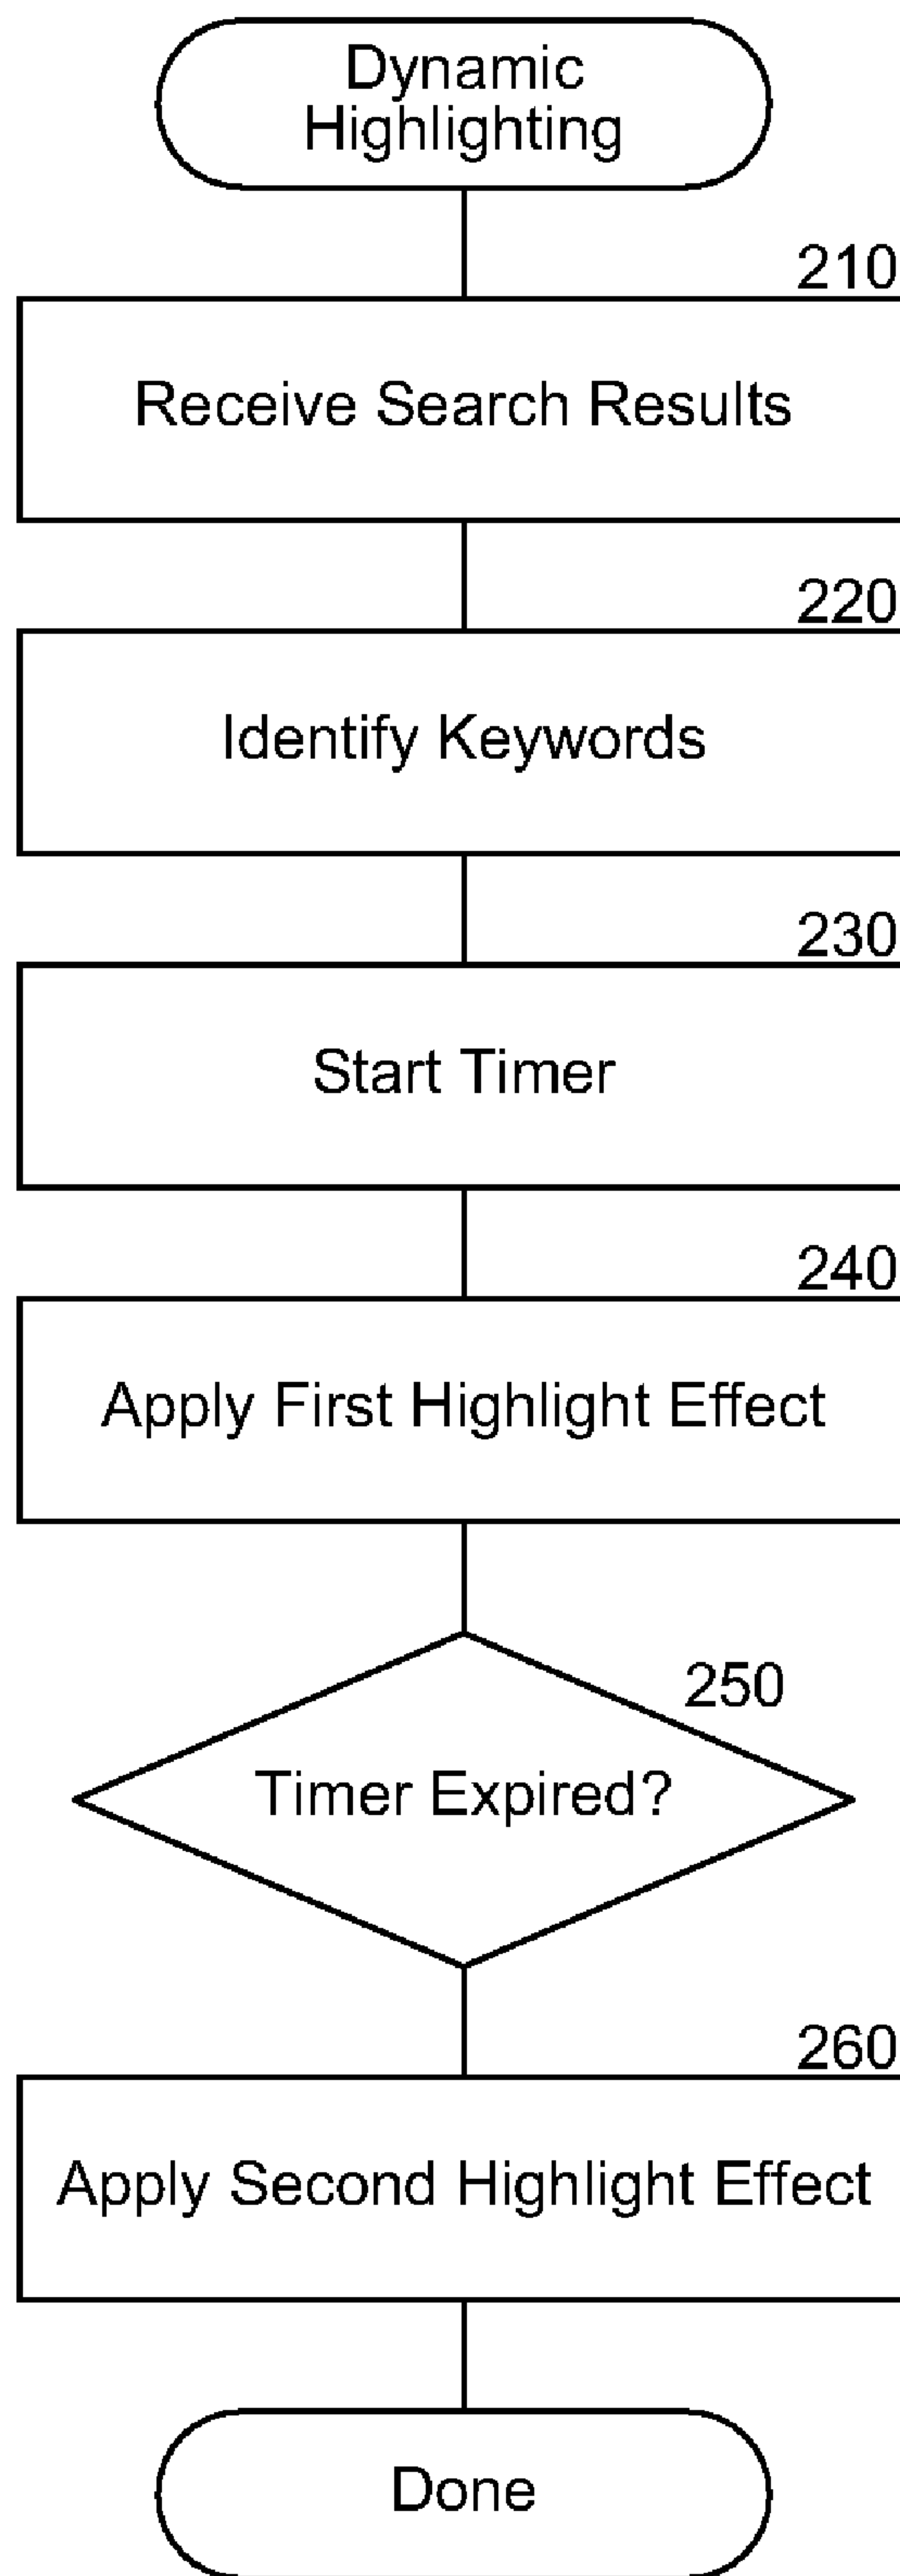 Dynamic
Highlighting
210
Receive Search Results
220
Identify Keywords
230
Start Timer
240
Apply First Highlight Effect
250
Timer Expired?
260
Apply Second Highlight Effect
Done